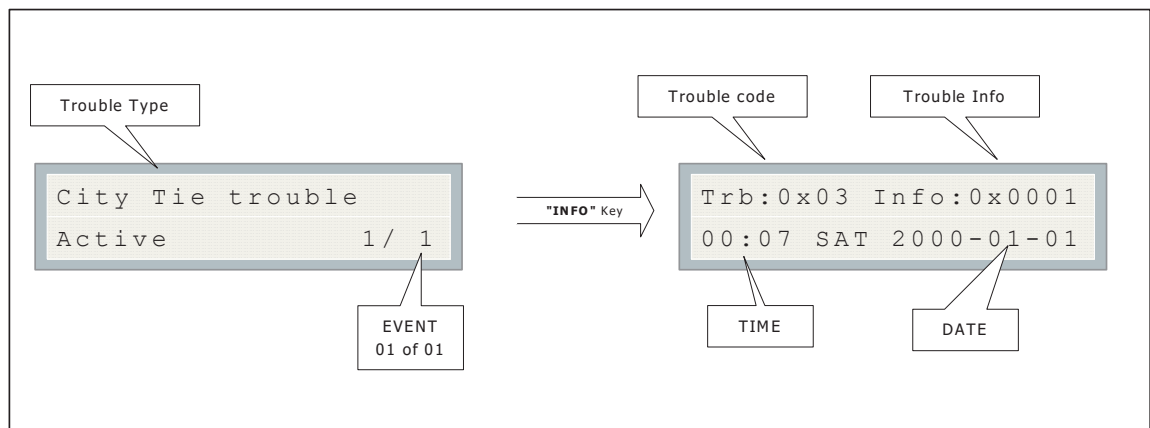 Trouble Type
Trouble code
Trouble Info
City Tie trouble
Active 1/ 1
"INFO" Key
Trb:0x03 Info:0x0001
00:07 SAT 2000-01-01
EVENT
01 of 01
TIME
DATE